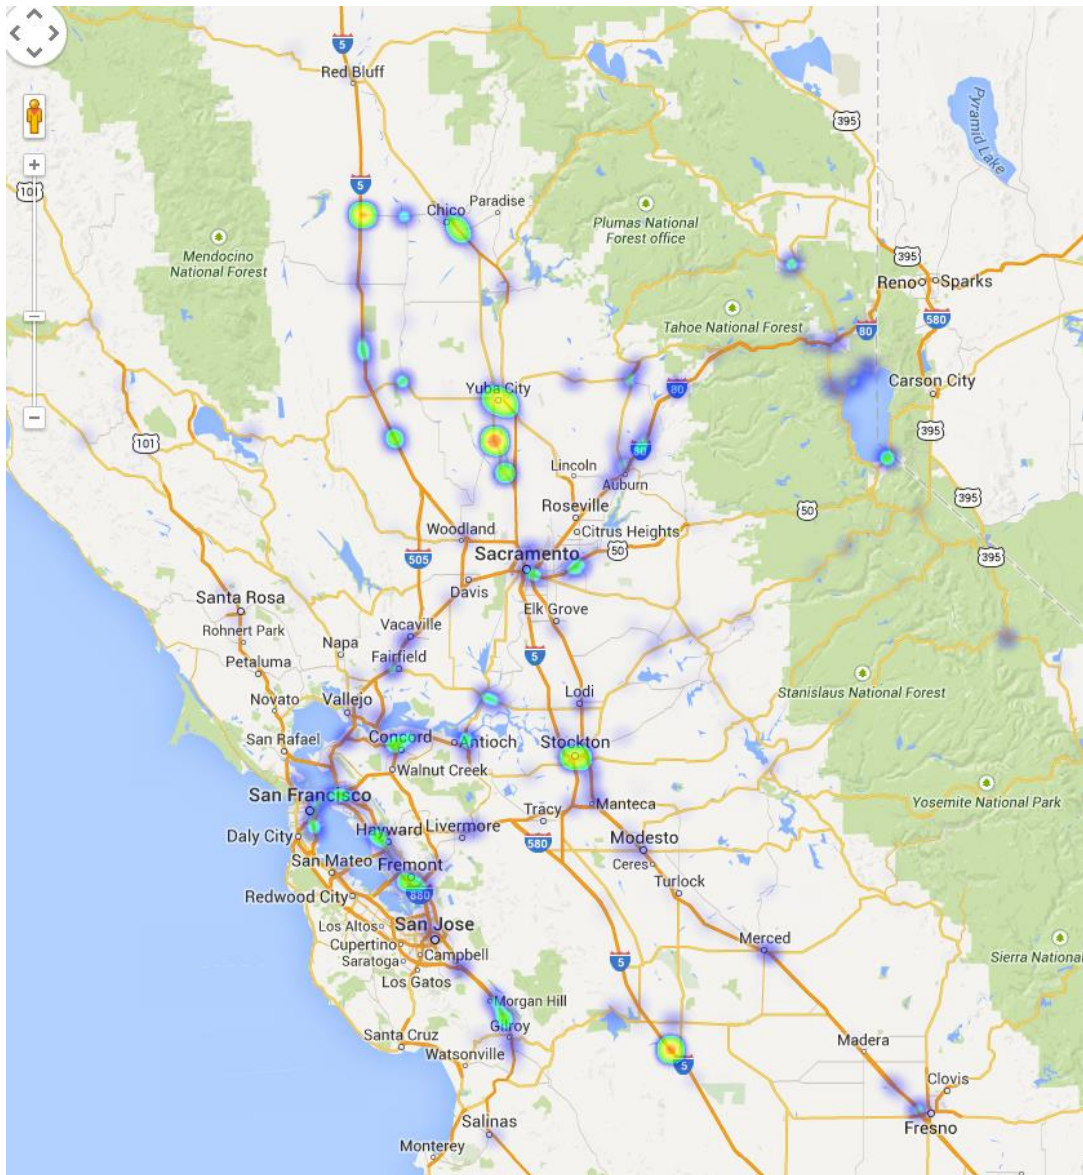 5
Red Bluff
395
Pyramid Lake
101
5
Chico
Paradise
Plumas National
Forest office
Mendocino
National Forest
395
Reno
Sparks
Tahoe National Forest
80
580
Yuba City
80
Carson City
101
80
395
Lincoln
Auburn
Roseville
Citrus Heights
50
395
Woodland
Sacramento
50
505
395
Davis
Santa Rosa
Elk Grove
Rohnert Park
Vacaville
Napa
Fairfield
5
Petaluma
Stanislaus National Forest
Novato
Vallejo
Lodi
San Rafael
Concord
Antioch
Stockton
Walnut Creek
San Francisco
Tracy
Manteca
Yosemite National Park
Daly City
Hayward
Livermore
580
Modesto
San Mateo
Fremont
Ceres
Redwood City
880
Turlock
Los Altos
San Jose
Cupertino
Campbell
Merced
Saratoga
5
Sierra National
Los Gatos
Morgan Hill
Santa Cruz
Gilroy
Madera
Watsonville
5
Clovis
Salinas
Fresno
Monterey